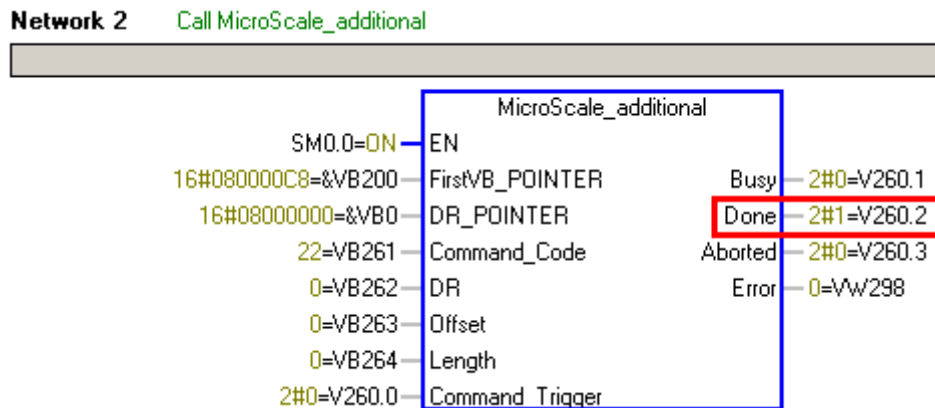 Network 2 Call MicroScale_additional
MicroScale_additional
SM0.0=ON EN
16#080000C8=&VB200 FirstVB_POINTER Busy 2#0=V260.1
16#08000000=&VB0 DR_POINTER Done 2#1=V260.2
22=VB261 Command_Code Aborted 2#0=V260.3
0=VB262 DR Error 0=VW298
0=VB263 Offset
0=VB264 Length
2#0=V260.0 Command_Trigger